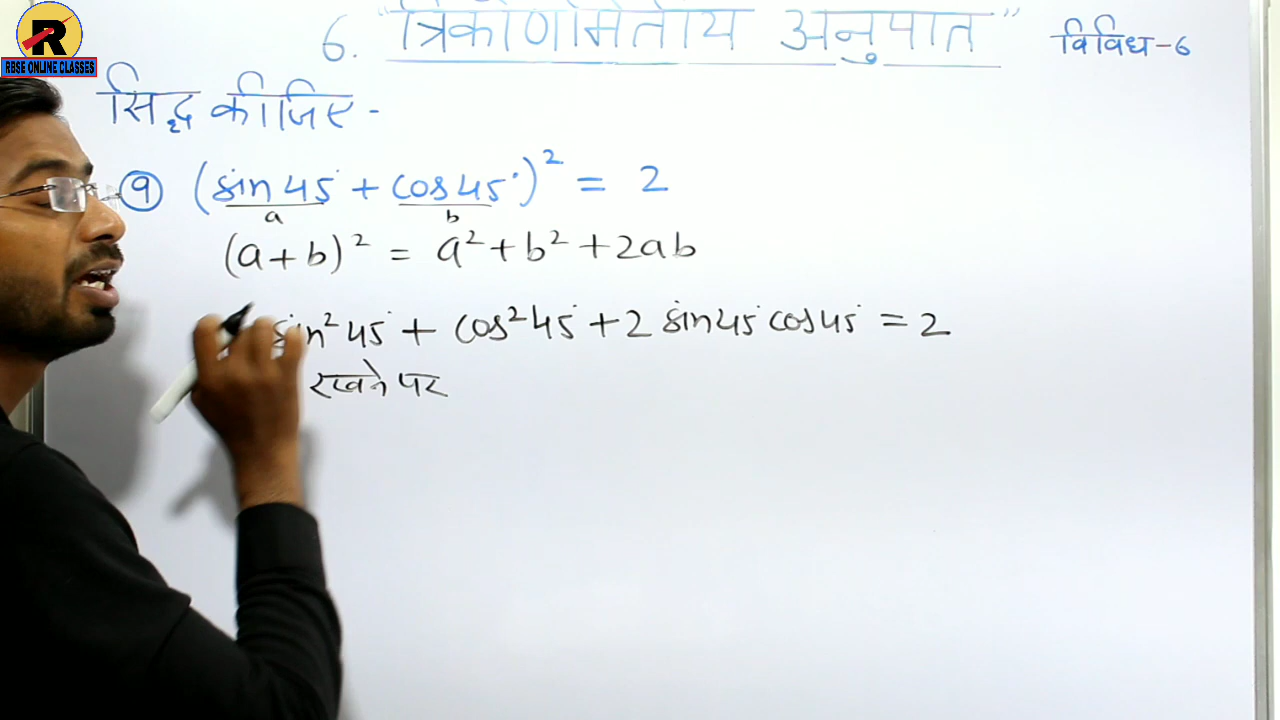 R
RBSE ONLINE CLASSES
6. "त्रिकोणमितीय अनुपात"
विविध-6
सिद्ध कीजिए -
9 (sin 45° + cos 45°)² = 2
a b
(a+b)² = a² + b² + 2ab
sin² 45° + cos² 45° + 2 sin 45° cos 45° = 2
रखने पर